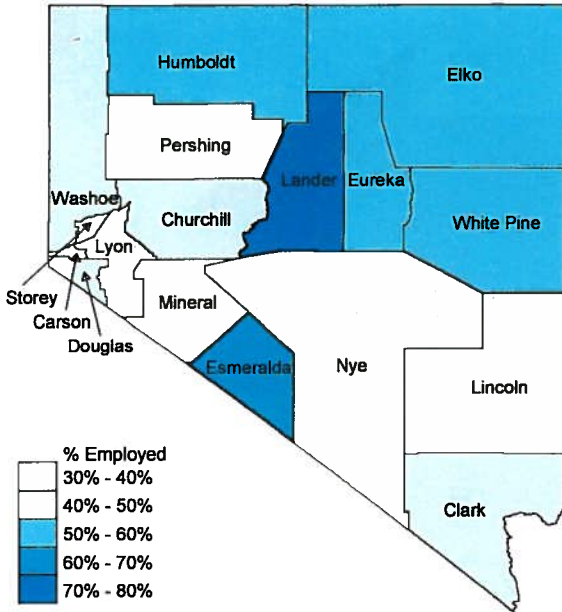 Humboldt
Elko
Pershing
Lander
Eureka
Washoe
Churchill
White Pine
Lyon
Storey
Carson
Douglas
Mineral
Esmeralda
Nye
Lincoln
Clark
% Employed
30% - 40%
40% - 50%
50% - 60%
60% - 70%
70% - 80%